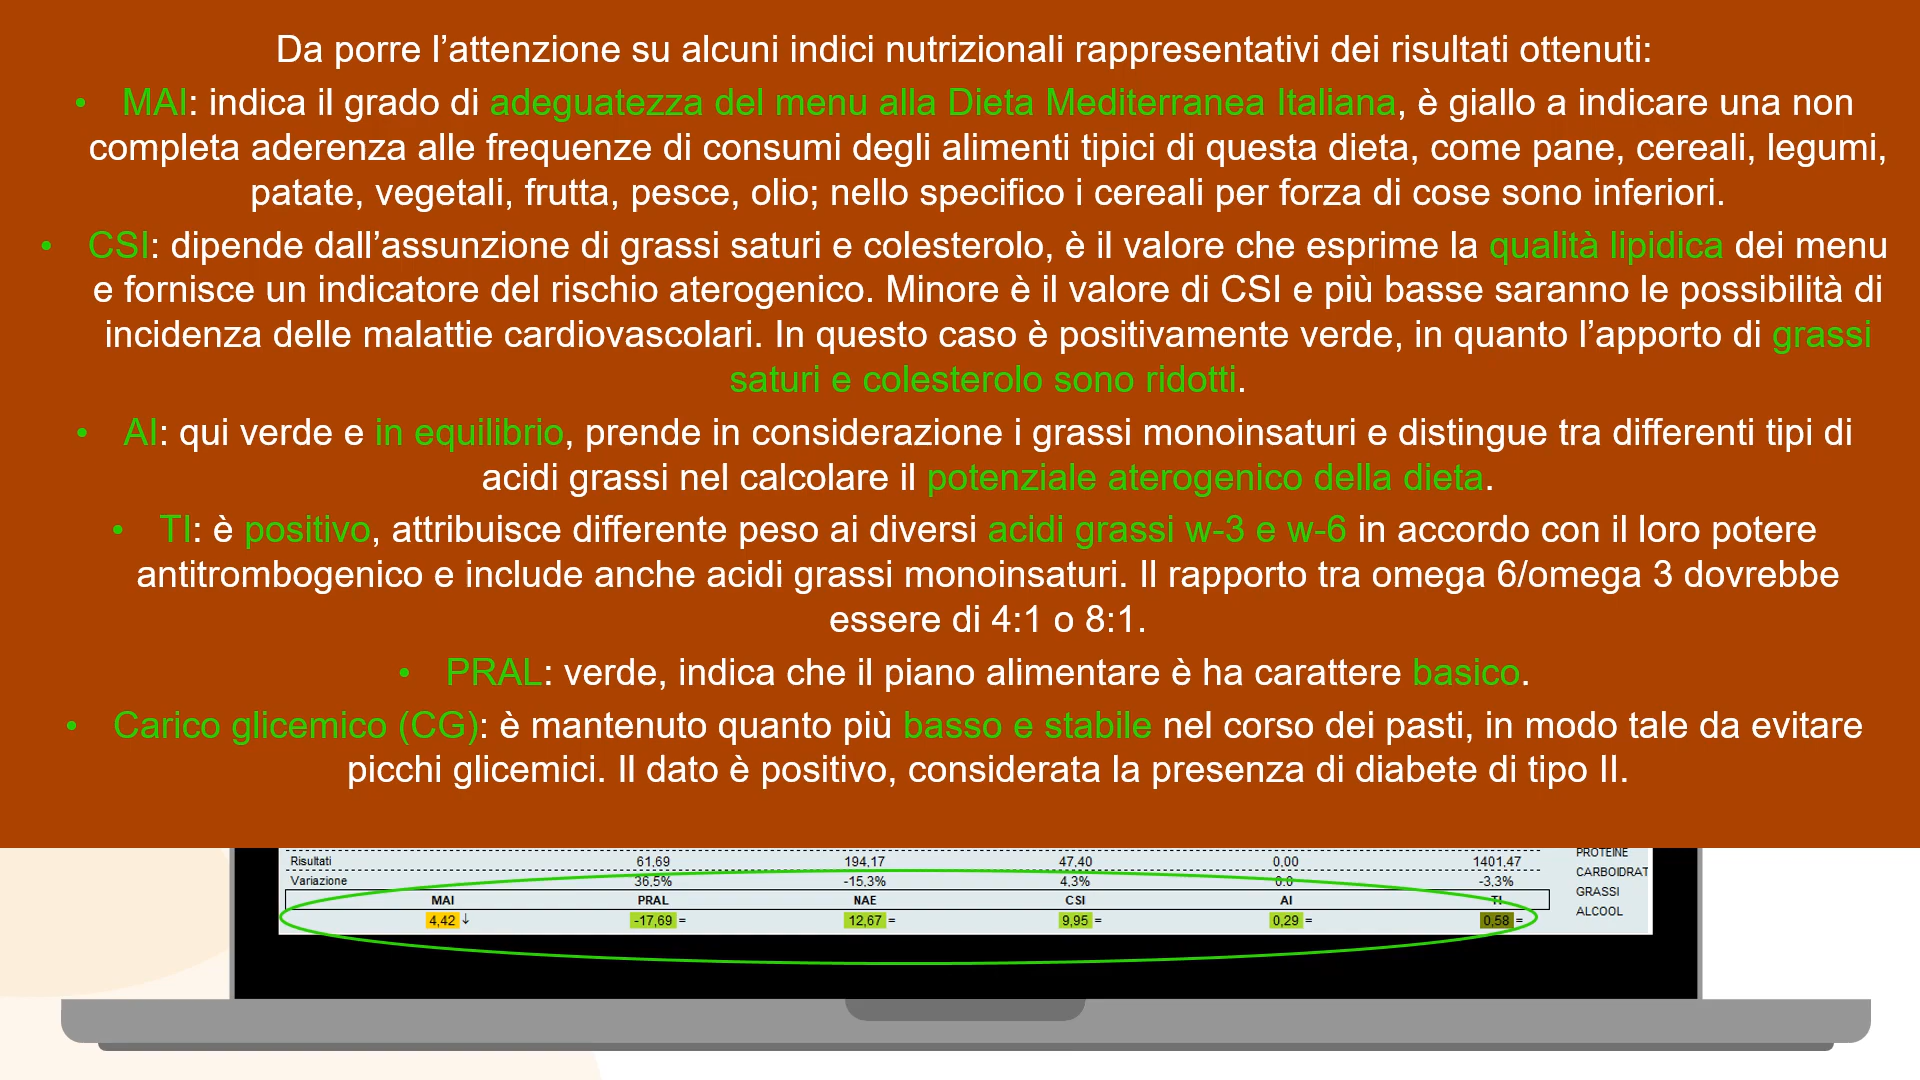 Da porre l’attenzione su alcuni indici nutrizionali rappresentativi dei risultati ottenuti:
• MAI: indica il grado di adeguatezza del menu alla Dieta Mediterranea Italiana, è giallo a indicare una non
completa aderenza alle frequenze di consumi degli alimenti tipici di questa dieta, come pane, cereali, legumi,
patate, vegetali, frutta, pesce, olio; nello specifico i cereali per forza di cose sono inferiori.
• CSI: dipende dall’assunzione di grassi saturi e colesterolo, è il valore che esprime la qualità lipidica dei menu
e fornisce un indicatore del rischio aterogenico. Minore è il valore di CSI e più basse saranno le possibilità di
incidenza delle malattie cardiovascolari. In questo caso è positivamente verde, in quanto l’apporto di grassi
saturi e colesterolo sono ridotti.
• AI: qui verde e in equilibrio, prende in considerazione i grassi monoinsaturi e distingue tra differenti tipi di
acidi grassi nel calcolare il potenziale aterogenico della dieta.
• TI: è positivo, attribuisce differente peso ai diversi acidi grassi w-3 e w-6 in accordo con il loro potere
antitrombogenico e include anche acidi grassi monoinsaturi. Il rapporto tra omega 6/omega 3 dovrebbe
essere di 4:1 o 8:1.
• PRAL: verde, indica che il piano alimentare è ha carattere basico.
• Carico glicemico (CG): è mantenuto quanto più basso e stabile nel corso dei pasti, in modo tale da evitare
picchi glicemici. Il dato è positivo, considerata la presenza di diabete di tipo II.
Risultati 61,69 194,17 47,40 0,00 1401,47
Variazione 36,5% -15,3% 4,3% 0.0 -3.3%
MAI PRAL NAE CSI AI TI
4,42 ↓ -17,69 = 12,67 = 9,95 = 0,29 = 0,58 =
PROTEINE
CARBOIDRAT
GRASSI
ALCOOL